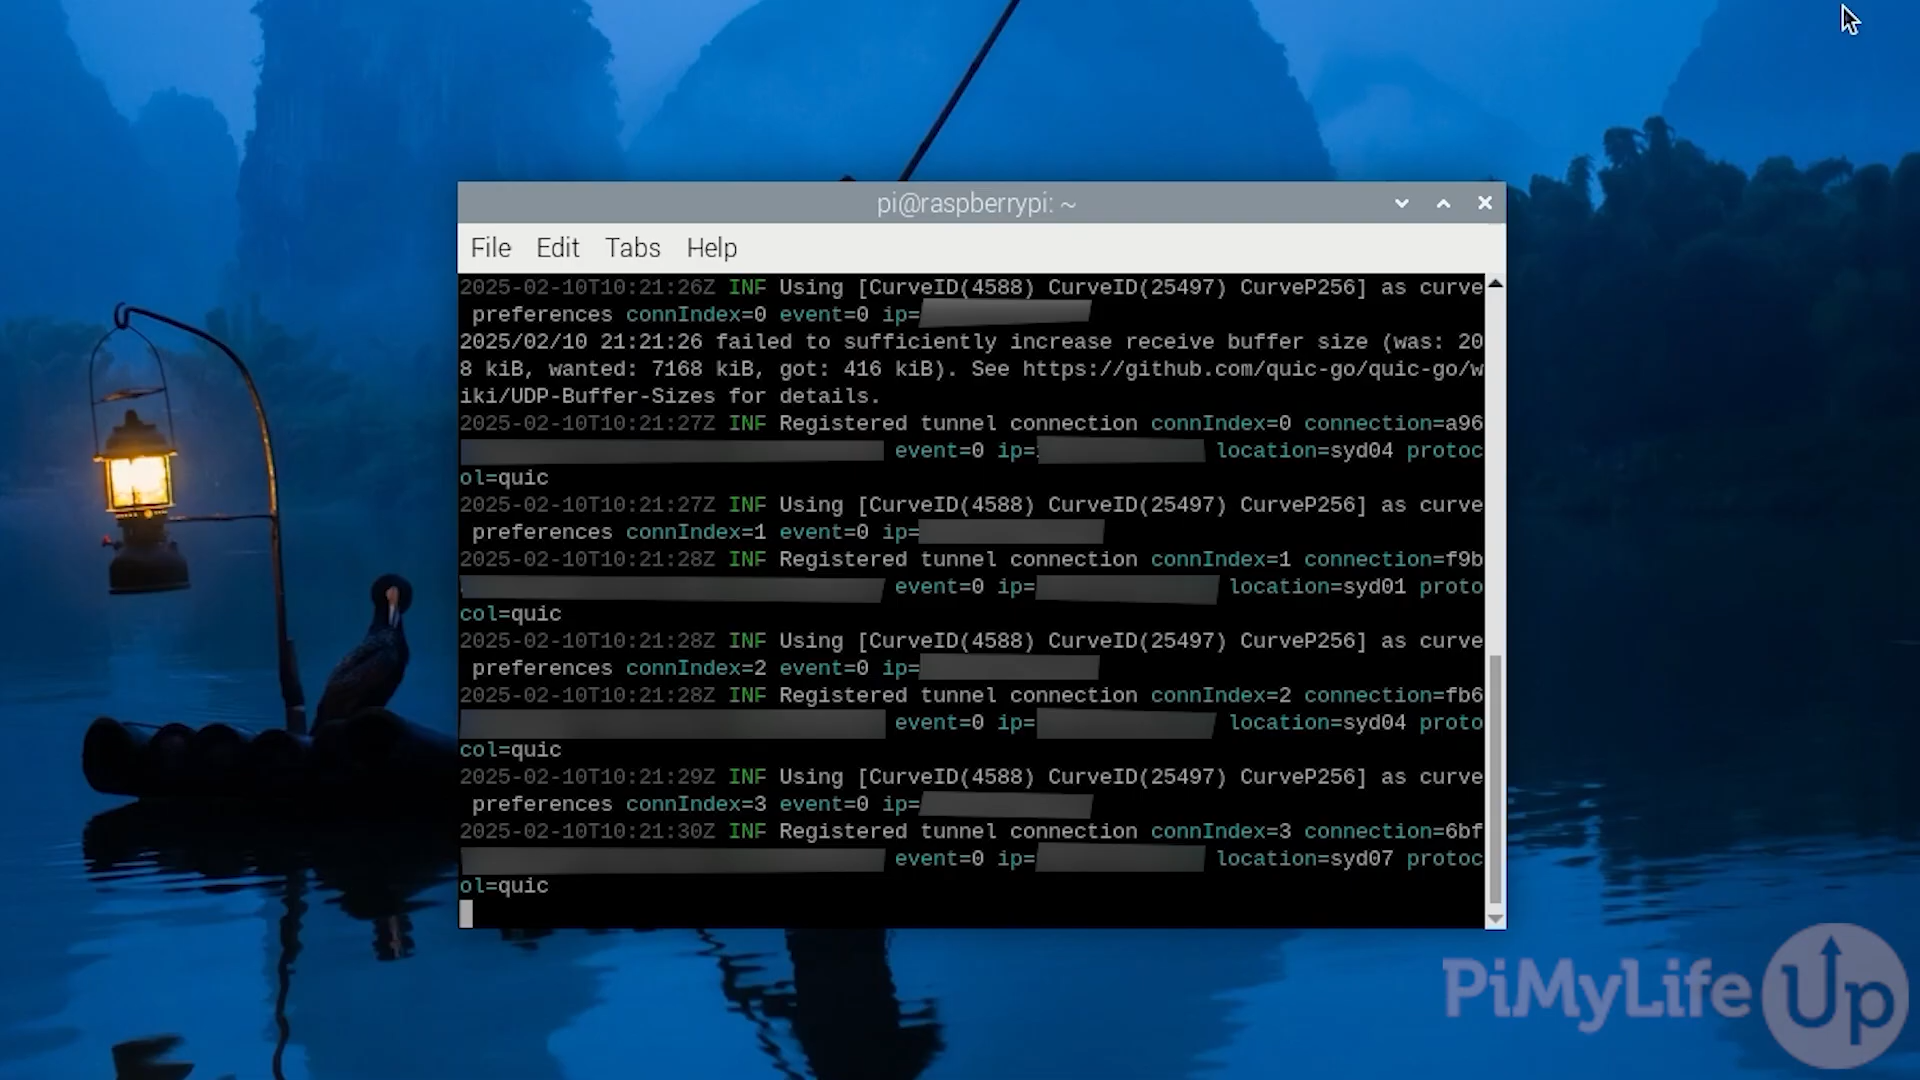 pi@raspberrypi: ~
File Edit Tabs Help
2025-02-10T10:21:26Z INF Using [CurveID(4588) CurveID(25497) CurveP256] as curve
 preferences connIndex=0 event=0 ip=
2025/02/10 21:21:26 failed to sufficiently increase receive buffer size (was: 20
8 kiB, wanted: 7168 kiB, got: 416 kiB). See https://github.com/quic-go/quic-go/w
iki/UDP-Buffer-Sizes for details.
2025-02-10T10:21:27Z INF Registered tunnel connection connIndex=0 connection=a96
event=0 ip= location=syd04 protoc
ol=quic
2025-02-10T10:21:27Z INF Using [CurveID(4588) CurveID(25497) CurveP256] as curve
 preferences connIndex=1 event=0 ip=
2025-02-10T10:21:28Z INF Registered tunnel connection connIndex=1 connection=f9b
event=0 ip= location=syd01 proto
col=quic
2025-02-10T10:21:28Z INF Using [CurveID(4588) CurveID(25497) CurveP256] as curve
 preferences connIndex=2 event=0 ip=
2025-02-10T10:21:28Z INF Registered tunnel connection connIndex=2 connection=fb6
event=0 ip= location=syd04 proto
col=quic
2025-02-10T10:21:29Z INF Using [CurveID(4588) CurveID(25497) CurveP256] as curve
 preferences connIndex=3 event=0 ip=
2025-02-10T10:21:30Z INF Registered tunnel connection connIndex=3 connection=6bf
event=0 ip= location=syd07 protoc
ol=quic
PiMyLifeUp